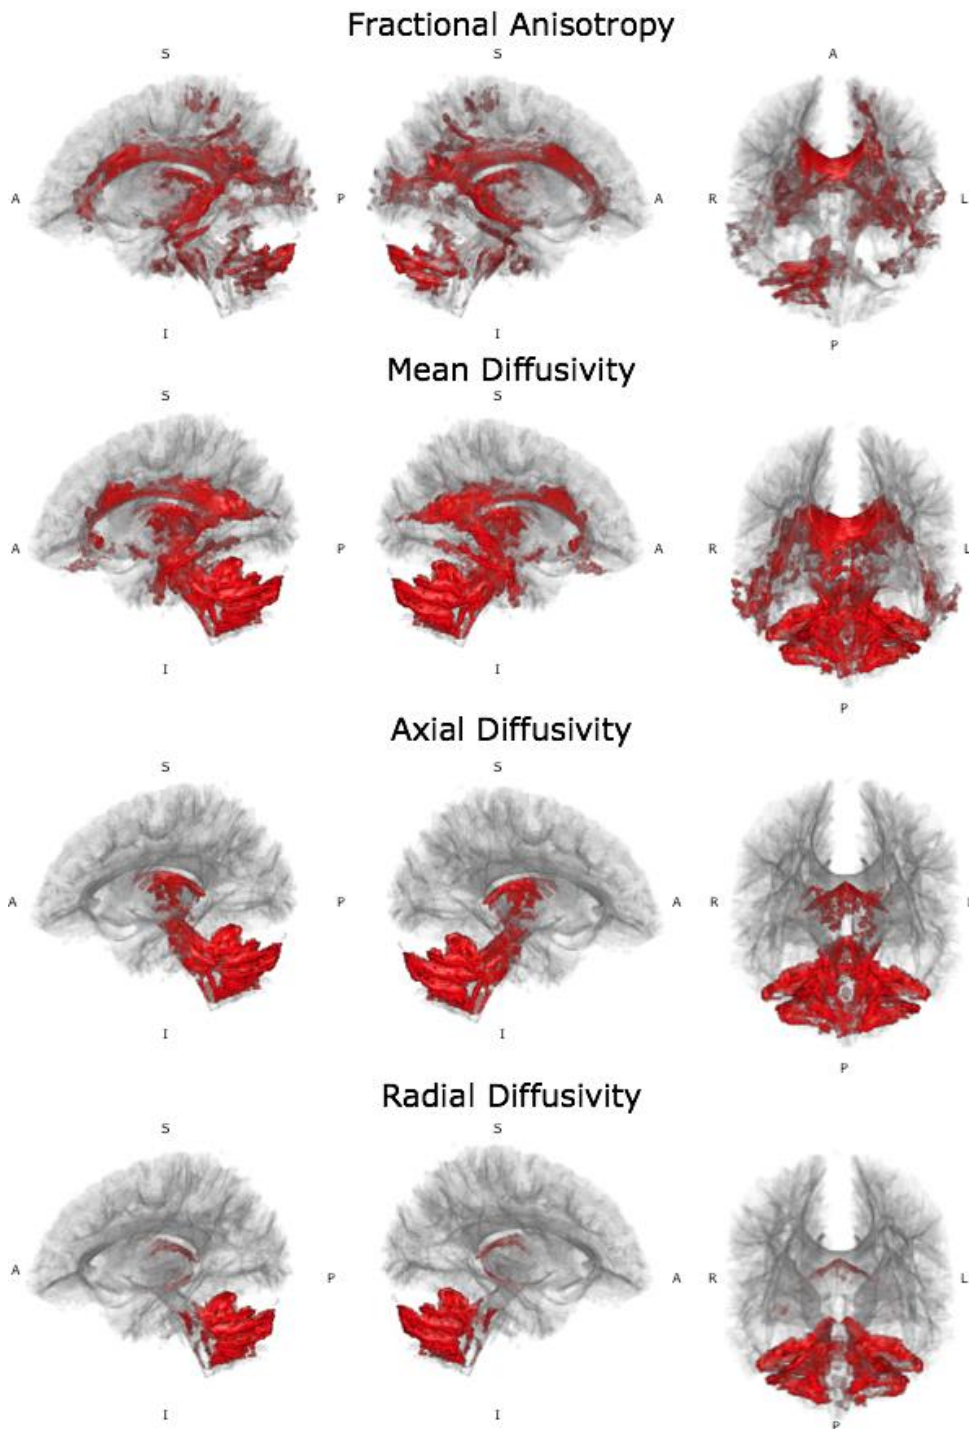 Fractional Anisotropy
S S A
A P A R L
I I P
Mean Diffusivity
S S
A P A R L
I I P
Axial Diffusivity
S S
A P A R
I I P
Radial Diffusivity
S S
A P A R L
I I P